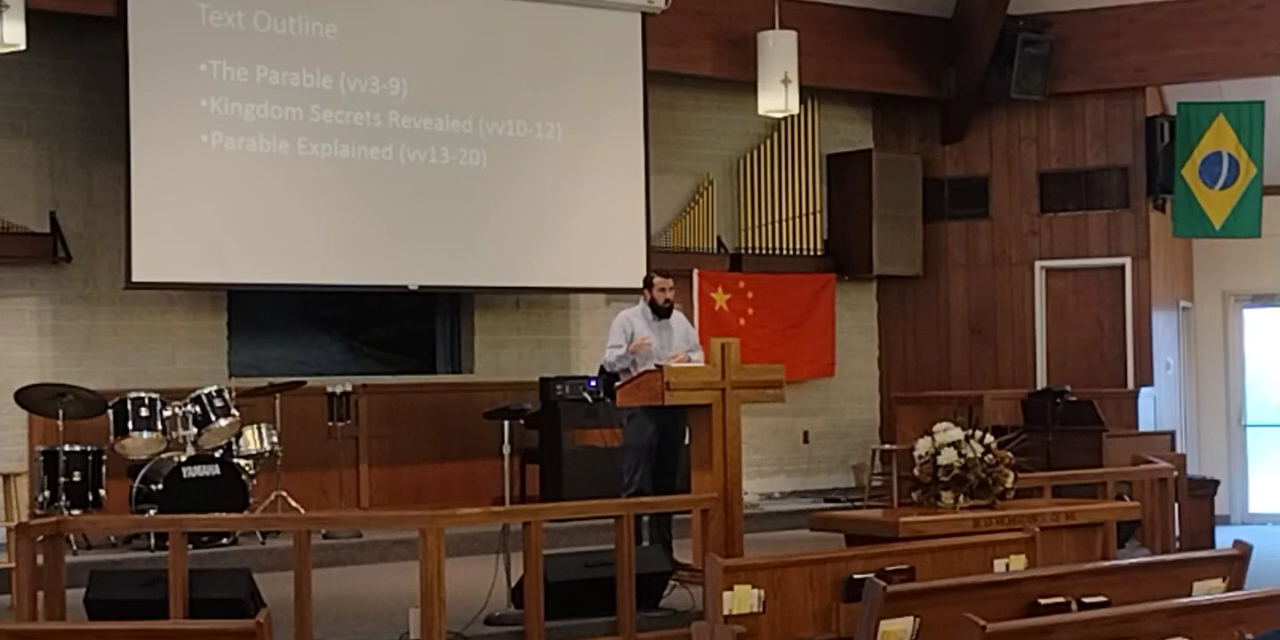 Text Outline
•The Parable (vv3-9)
•Kingdom Secrets Revealed (vv10-12)
•Parable Explained (vv13-20)
YAMAHA